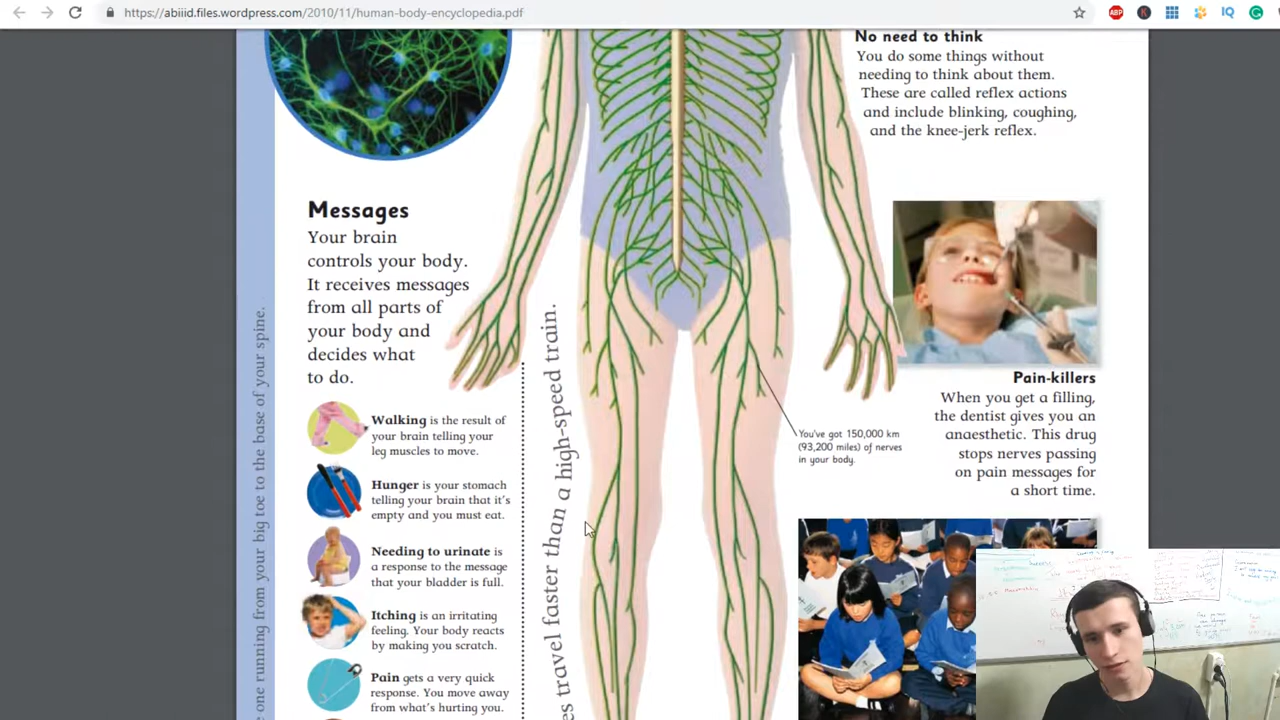 https://abiiid.files.wordpress.com/2010/11/human-body-encyclopedia.pdf
ABP
K
IQ
G
No need to think
You do some things without
needing to think about them.
These are called reflex actions
and include blinking, coughing,
and the knee-jerk reflex.
Messages
Your brain
controls your body.
It receives messages
from all parts of
your body and
decides what
to do.
Walking is the result of
your brain telling your
leg muscles to move.
Hunger is your stomach
telling your brain that it's
empty and you must eat.
Needing to urinate is
a response to the message
that your bladder is full.
Itching is an irritating
feeling. Your body reacts
by making you scratch.
Pain gets a very quick
response. You move away
from what's hurting you.
e one running from your big toe to the base of your spine.
es travel faster than a high-speed train.
You've got 150,000 km
(93,200 miles) of nerves
in your body.
Pain-killers
When you get a filling,
the dentist gives you an
anaesthetic. This drug
stops nerves passing
on pain messages for
a short time.